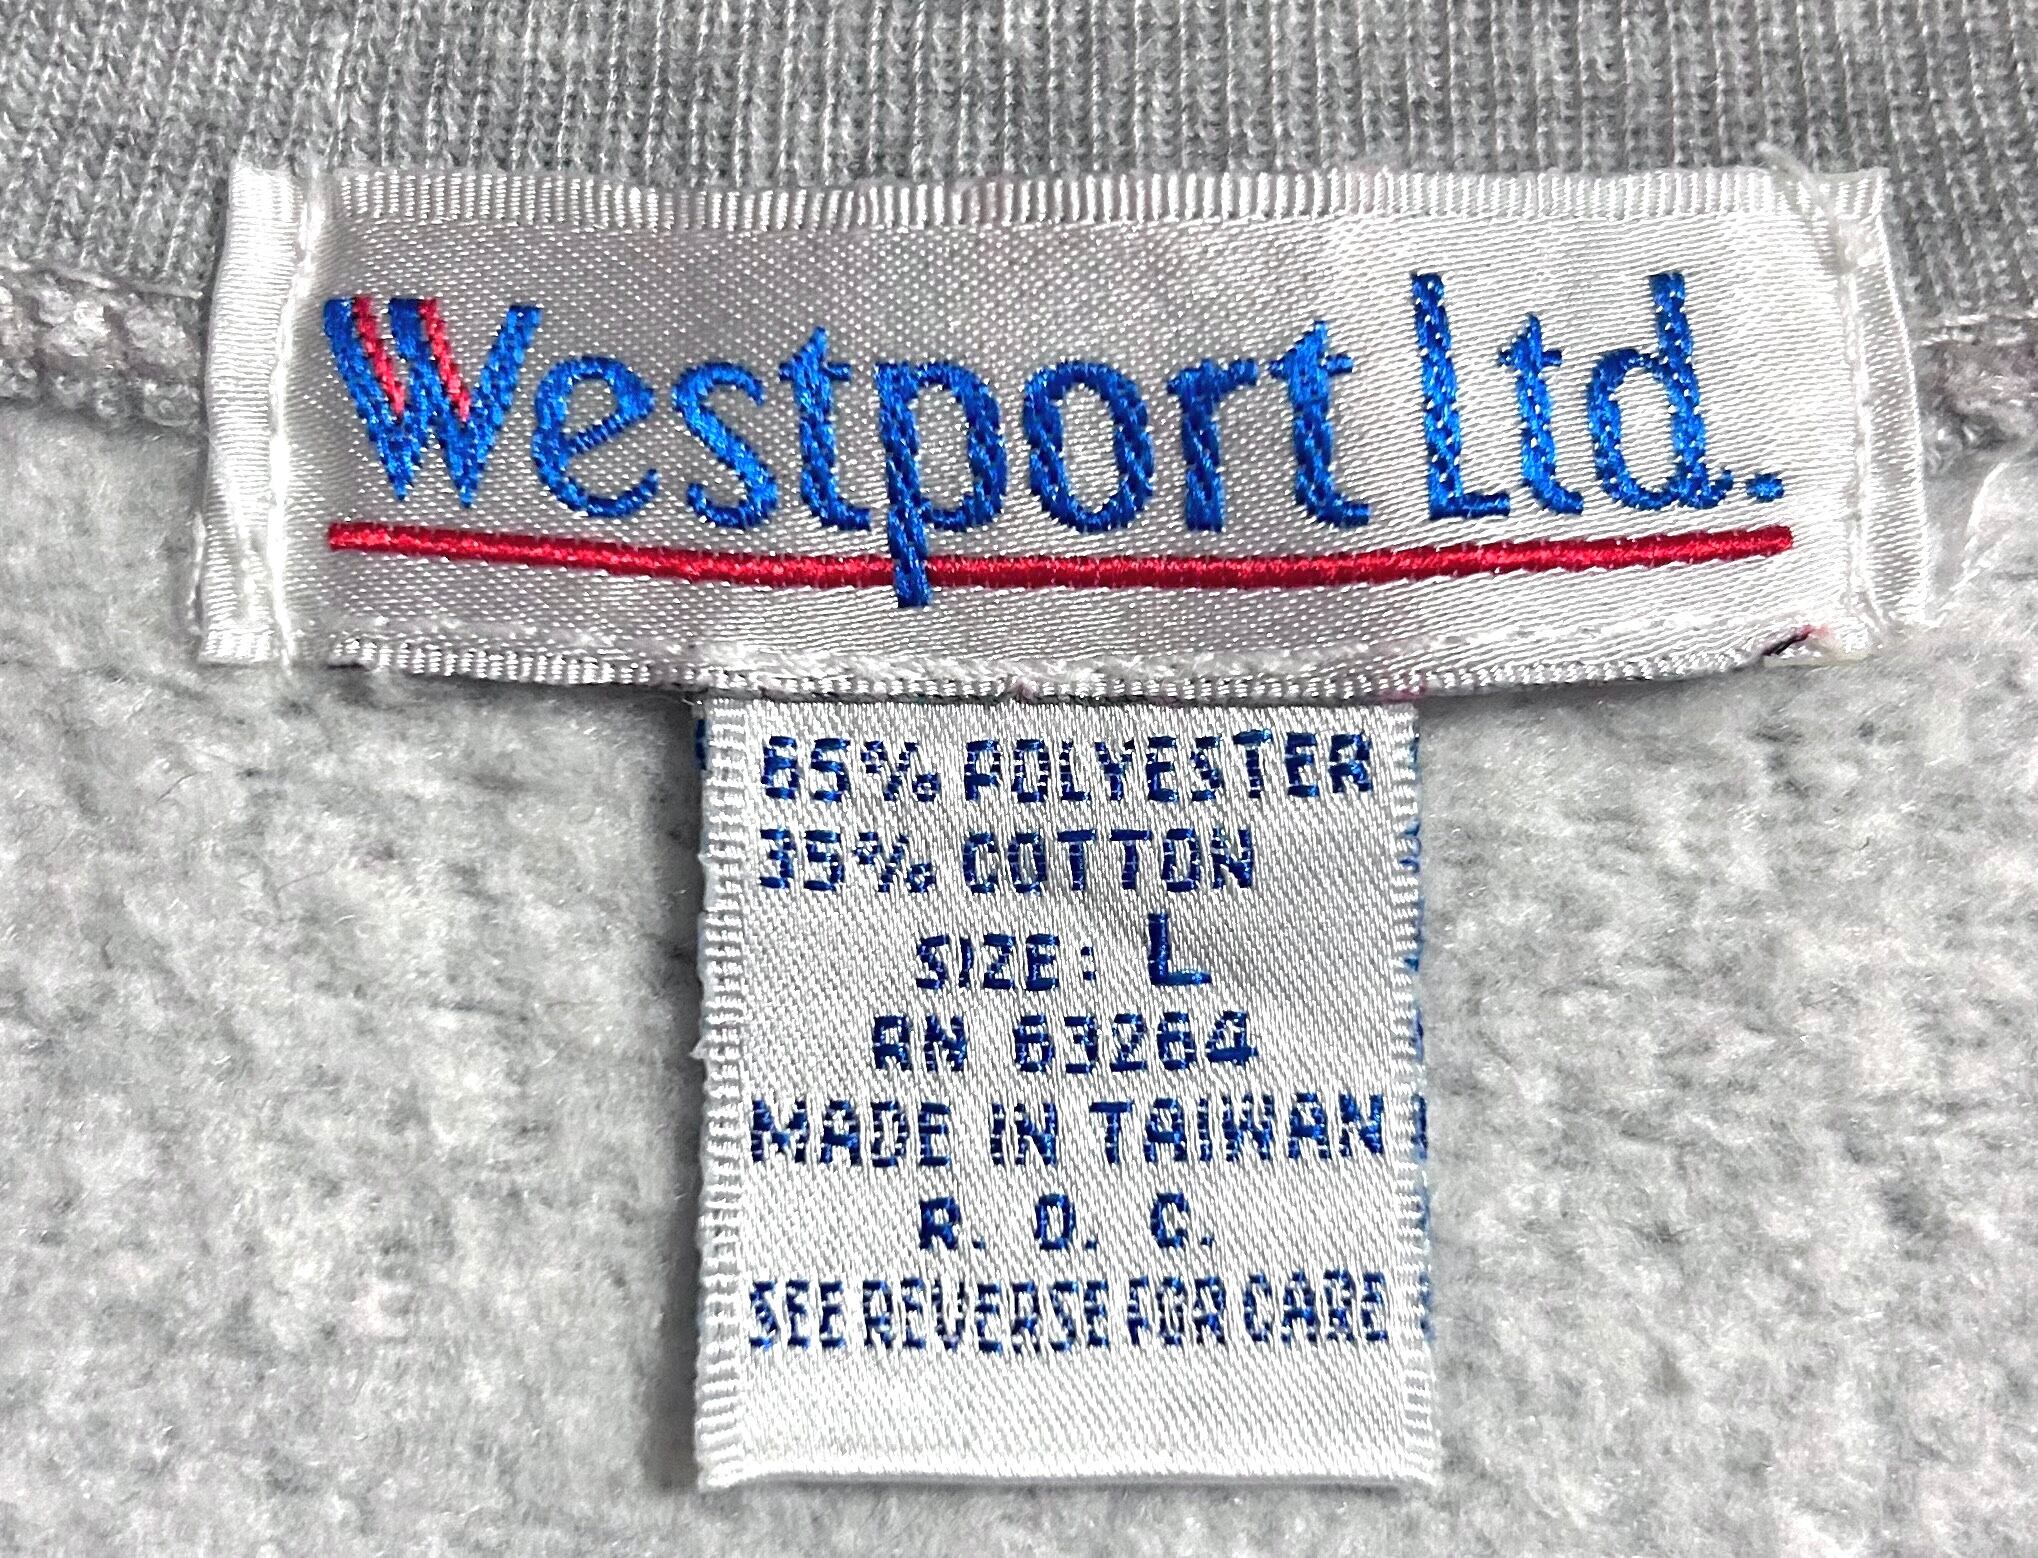 Westport Ltd.
65% POLYESTER
35% COTTON
SIZE: L
RN 63264
MADE IN TAIWAN
R. O. C.
SEE REVERSE FOR CARE